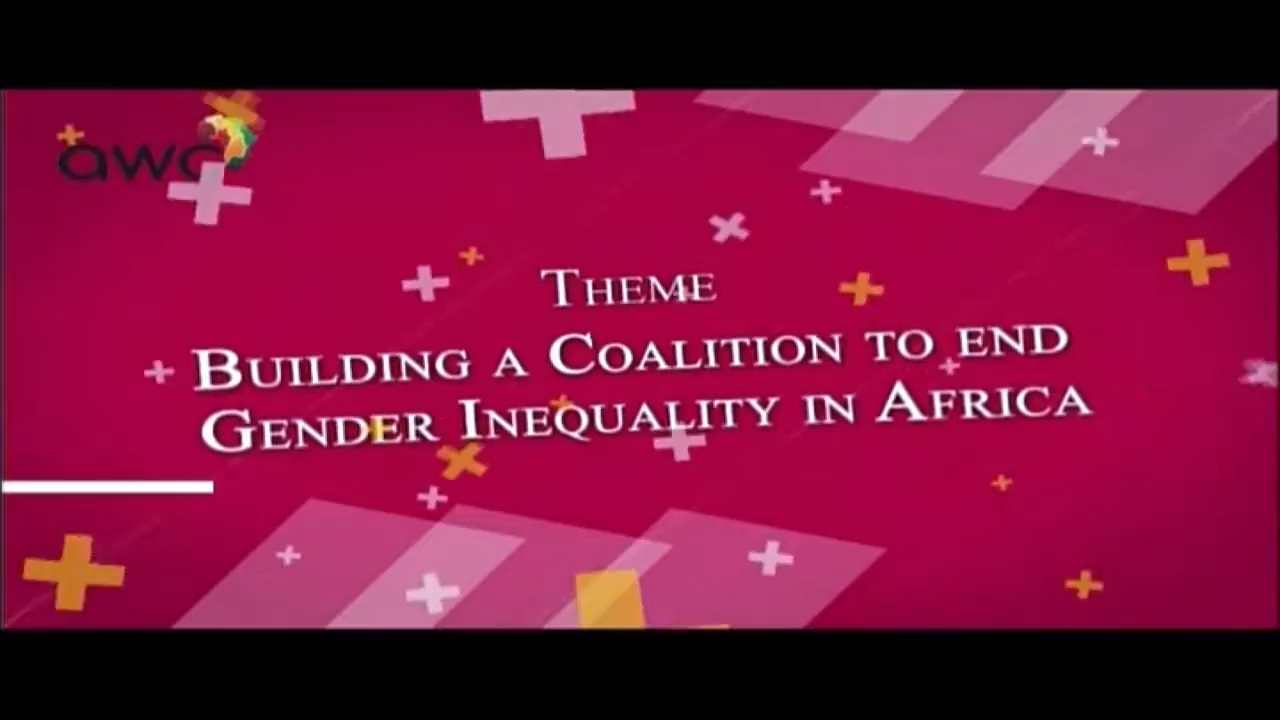 awc
THEME
BUILDING A COALITION TO END
GENDER INEQUALITY IN AFRICA